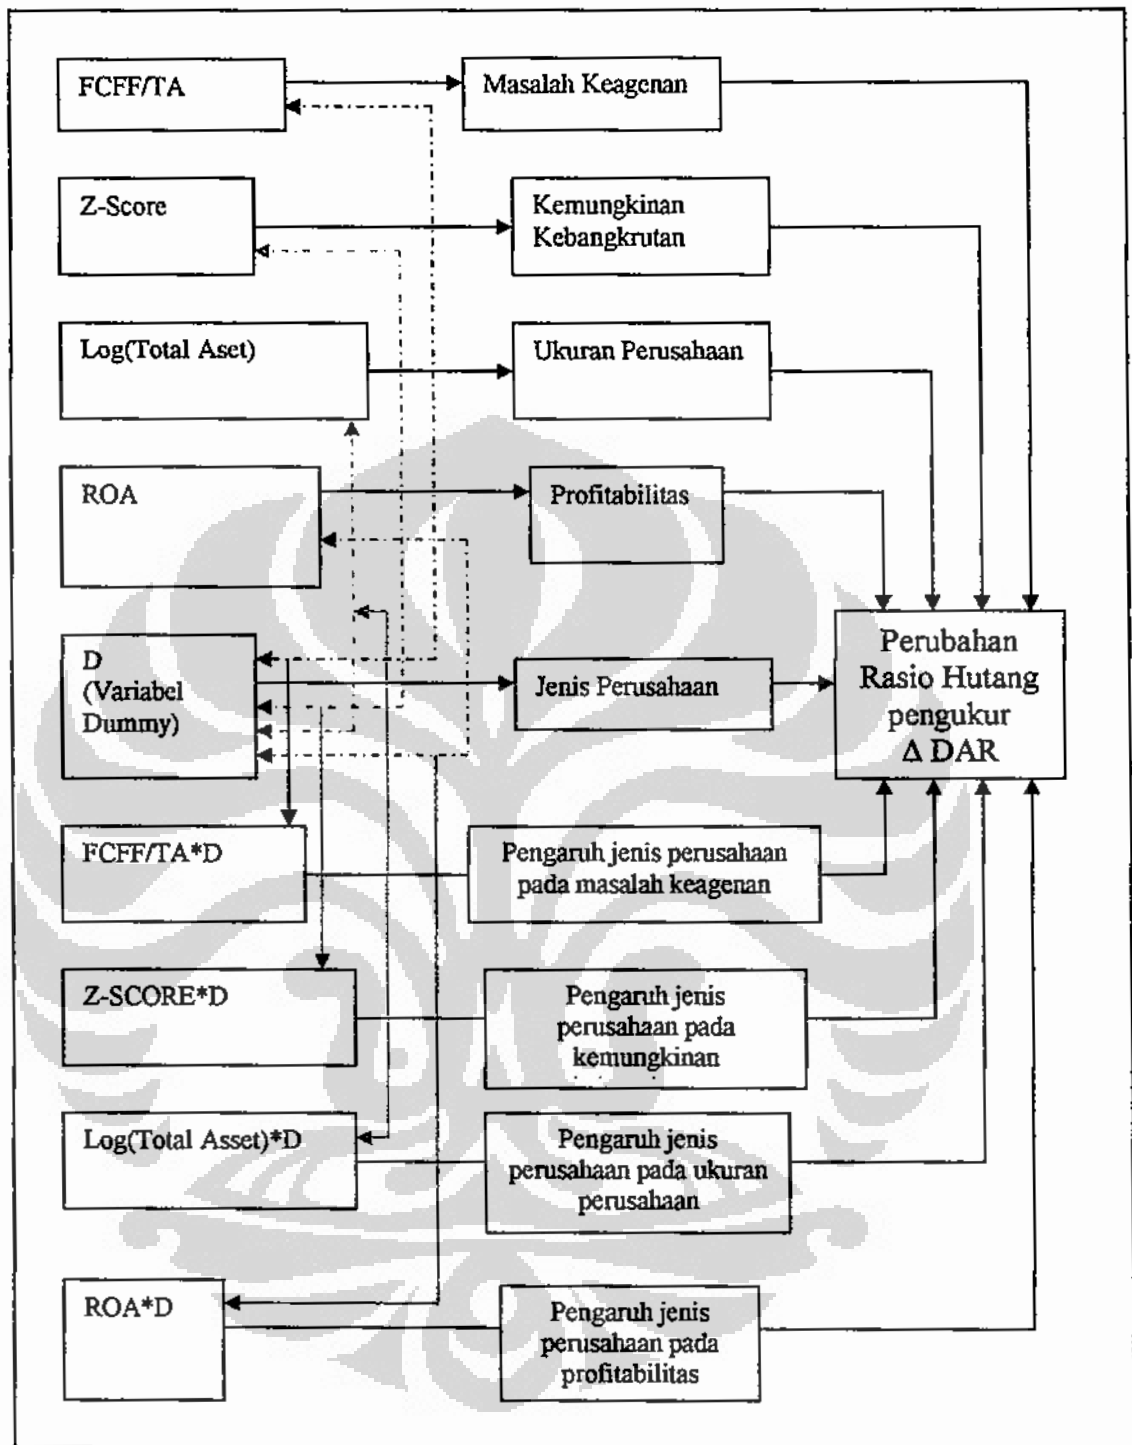 FCFF/TA
Masalah Keagenan
Z-Score
Kemungkinan
Kebangkrutan
Log(Total Aset)
Ukuran Perusahaan
ROA
Profitabilitas
D
(Variabel
Dummy)
Jenis Perusahaan
Perubahan
Rasio Hutang
pengukur
Δ DAR
FCFF/TA*D
Pengaruh jenis perusahaan
pada masalah keagenan
Z-SCORE*D
Pengaruh jenis
perusahaan pada
kemungkinan
Log(Total Asset)*D
Pengaruh jenis
perusahaan pada ukuran
perusahaan
ROA*D
Pengaruh jenis
perusahaan pada
profitabilitas